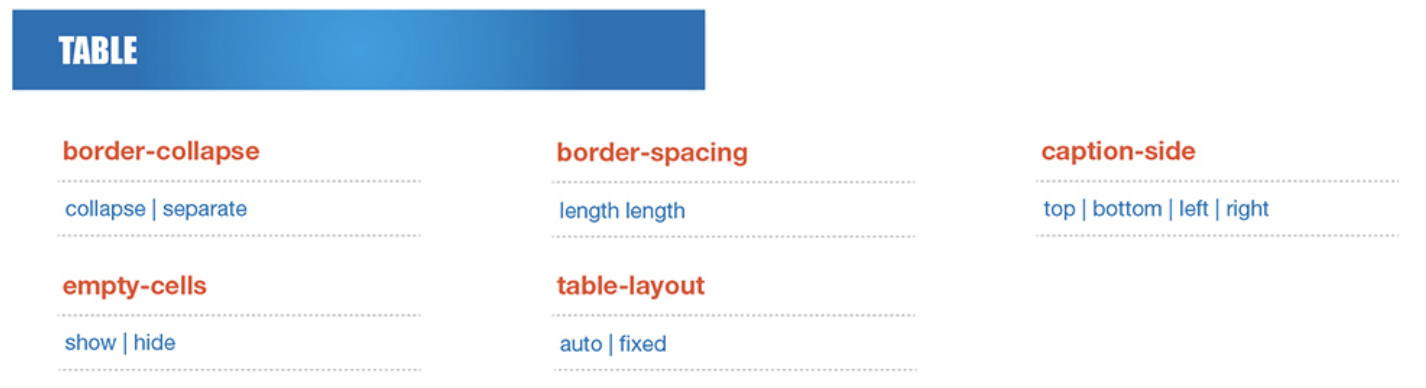 TABLE
border-collapse
collapse | separate
border-spacing
length length
caption-side
top | bottom | left | right
empty-cells
show | hide
table-layout
auto | fixed